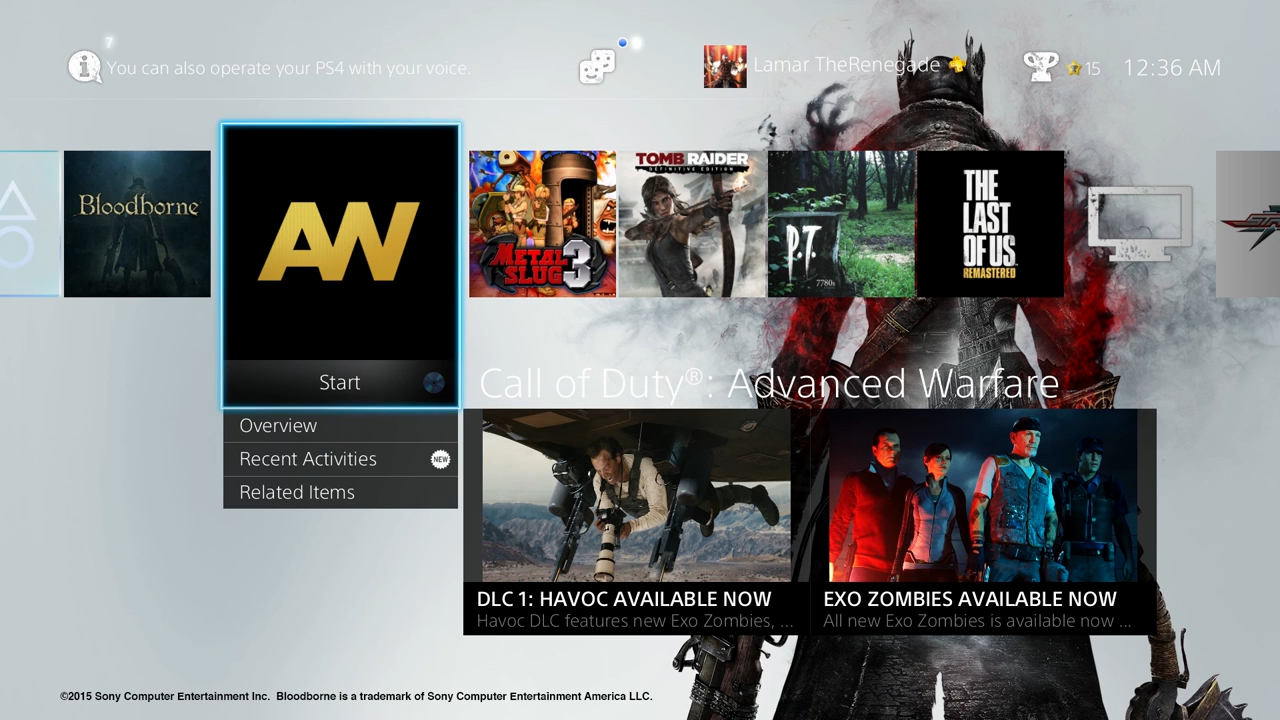 7
You can also operate your PS4 with your voice.
Lamar TheRenegade
15
12:36 AM
Bloodborne
AW
METAL SLUG 3
TOMB RAIDER
DEFINITIVE EDITION
P.T.
7780s
THE
LAST
OF US
REMASTERED
Start
Call of Duty®: Advanced Warfare
Overview
Recent Activities NEW
Related Items
DLC 1: HAVOC AVAILABLE NOW
Havoc DLC features new Exo Zombies, ...
EXO ZOMBIES AVAILABLE NOW
All new Exo Zombies is available now ...
©2015 Sony Computer Entertainment Inc. Bloodborne is a trademark of Sony Computer Entertainment America LLC.